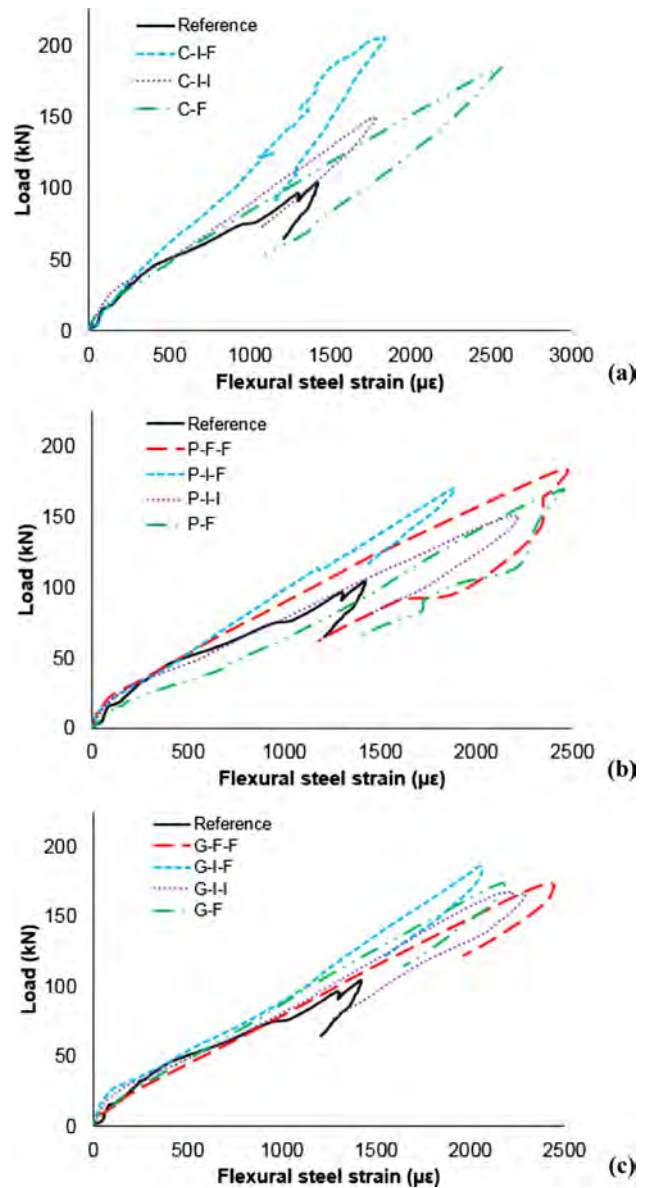 Reference
C-I-F
C-I-I
C-F
200
150
100
50
0
Load (kN)
0 500 1000 1500 2000 2500 3000
Flexural steel strain (με)
(a)
Reference
P-F-F
P-I-F
P-I-I
P-F
200
150
100
50
0
Load (kN)
0 500 1000 1500 2000 2500
Flexural steel strain (με)
(b)
Reference
G-F-F
G-I-F
G-I-I
G-F
200
150
100
50
0
Load (kN)
0 500 1000 1500 2000 2500
Flexural steel strain (με)
(c)